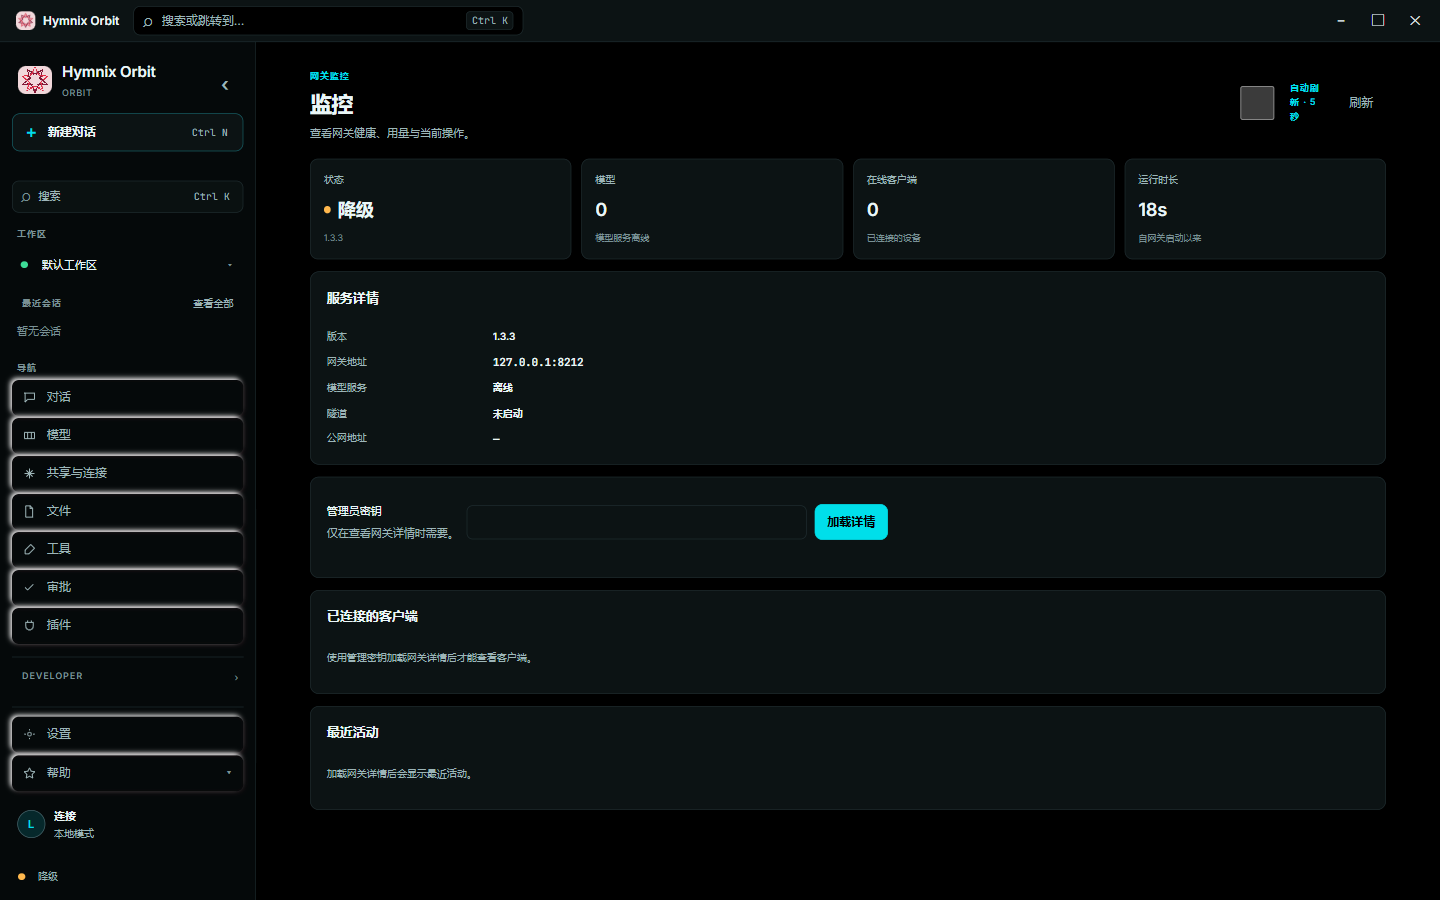 Hymnix Orbit
搜索或跳转到...
Ctrl K
Hymnix Orbit
ORBIT
新建对话
Ctrl N
搜索
Ctrl K
工作区
默认工作区
最近会话
查看全部
暂无会话
导航
对话
模型
共享与连接
文件
工具
审批
插件
DEVELOPER
设置
帮助
L
连接
本地模式
降级
网关监控
监控
查看网关健康、用量与当前操作。
自动刷
新 · 5
秒
刷新
状态
降级
1.3.3
模型
0
模型服务离线
在线客户端
0
已连接的设备
运行时长
18s
自网关启动以来
服务详情
版本
1.3.3
网关地址
127.0.0.1:8212
模型服务
离线
隧道
未启动
公网地址
—
管理员密钥
仅在查看网关详情时需要。
加载详情
已连接的客户端
使用管理密钥加载网关详情后才能查看客户端。
最近活动
加载网关详情后会显示最近活动。